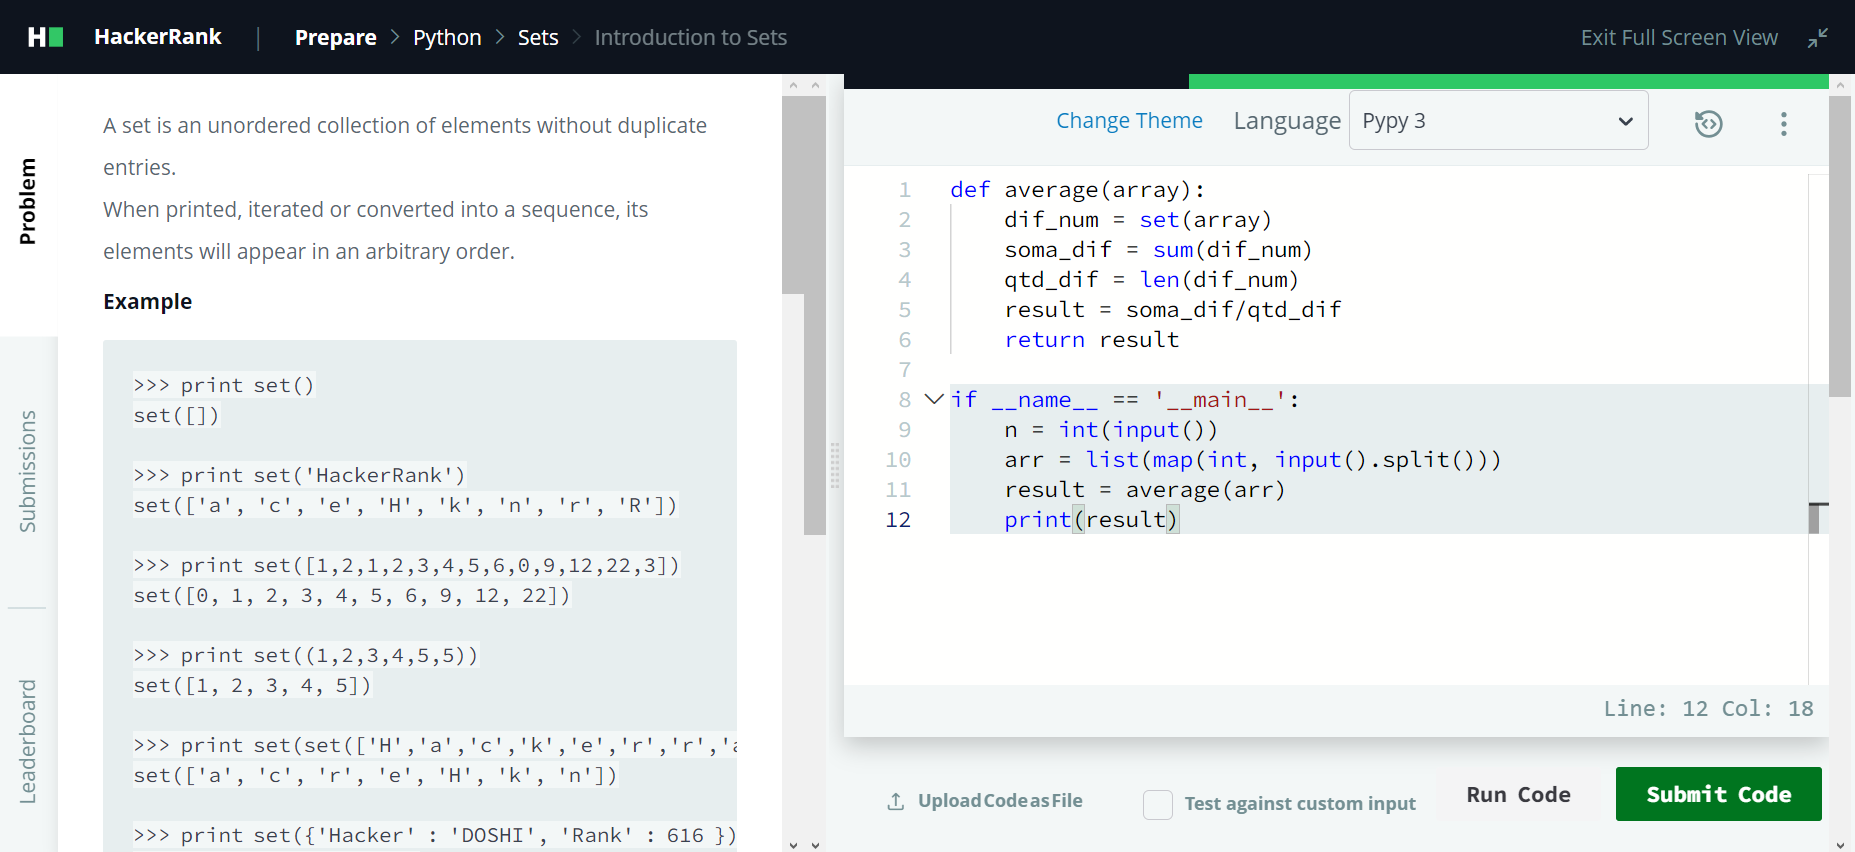 HackerRank | Prepare > Python > Sets > Introduction to Sets Exit Full Screen View
Problem
Submissions
Leaderboard
A set is an unordered collection of elements without duplicate
entries.
When printed, iterated or converted into a sequence, its
elements will appear in an arbitrary order.
Example
>>> print set()
set([])
>>> print set('HackerRank')
set(['a', 'c', 'e', 'H', 'k', 'n', 'r', 'R'])
>>> print set([1,2,1,2,3,4,5,6,0,9,12,22,3])
set([0, 1, 2, 3, 4, 5, 6, 9, 12, 22])
>>> print set((1,2,3,4,5,5))
set([1, 2, 3, 4, 5])
>>> print set(set(['H','a','c','k','e','r','r','a
set(['a', 'c', 'r', 'e', 'H', 'k', 'n'])
>>> print set({'Hacker' : 'DOSHI', 'Rank' : 616 })
Change Theme Language Pypy 3
1 def average(array):
2 dif_num = set(array)
3 soma_dif = sum(dif_num)
4 qtd_dif = len(dif_num)
5 result = soma_dif/qtd_dif
6 return result
7
8 if __name__ == '__main__':
9 n = int(input())
10 arr = list(map(int, input().split()))
11 result = average(arr)
12 print(result)
Line: 12 Col: 18
Upload Code as File Test against custom input Run Code Submit Code